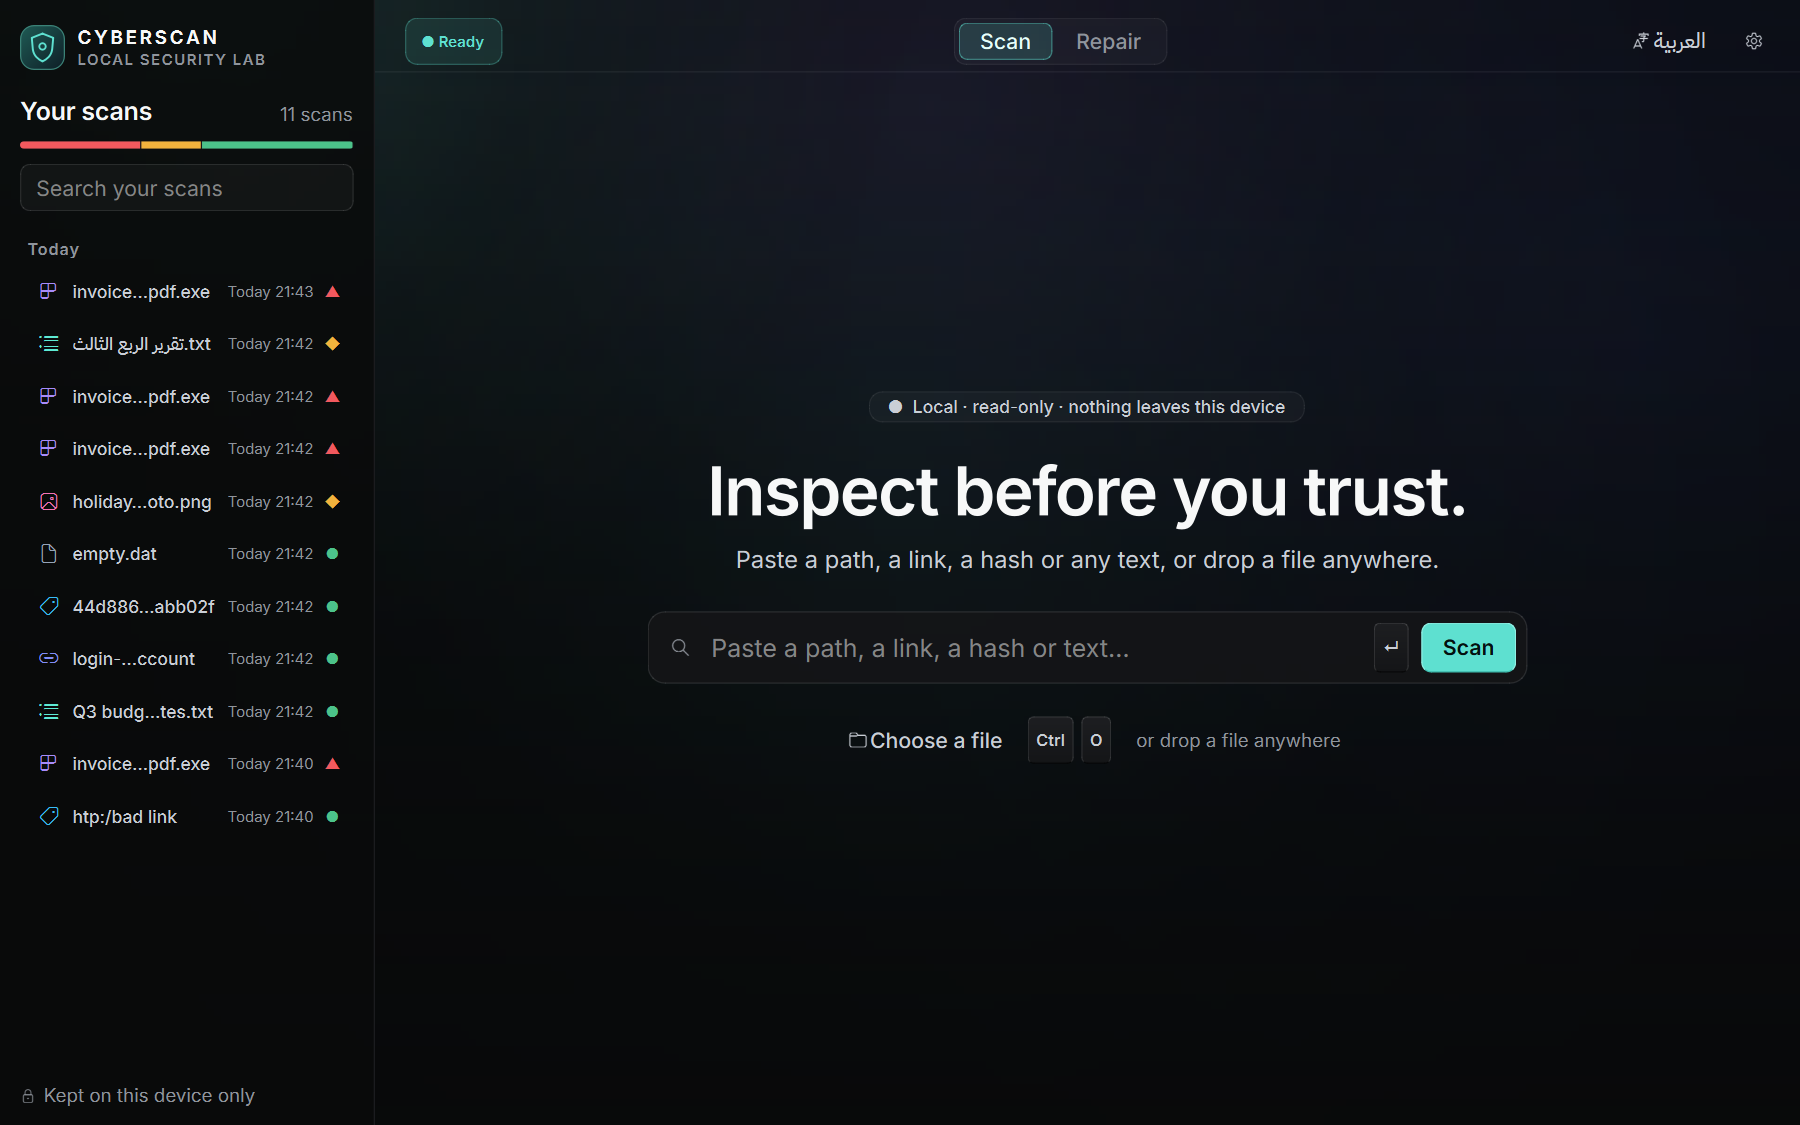 CYBERSCAN
LOCAL SECURITY LAB
Your scans
11 scans
Search your scans
Today
invoice...pdf.exe Today 21:43
تقرير الربع الثالث.txt Today 21:42
invoice...pdf.exe Today 21:42
invoice...pdf.exe Today 21:42
holiday...oto.png Today 21:42
empty.dat Today 21:42
44d886...abb02f Today 21:42
login-...ccount Today 21:42
Q3 budg...tes.txt Today 21:42
invoice...pdf.exe Today 21:40
htp:/bad link Today 21:40
Kept on this device only
Ready
Scan Repair
العربية
Local · read-only · nothing leaves this device
Inspect before you trust.
Paste a path, a link, a hash or any text, or drop a file anywhere.
Paste a path, a link, a hash or text...
Scan
Choose a file Ctrl O or drop a file anywhere